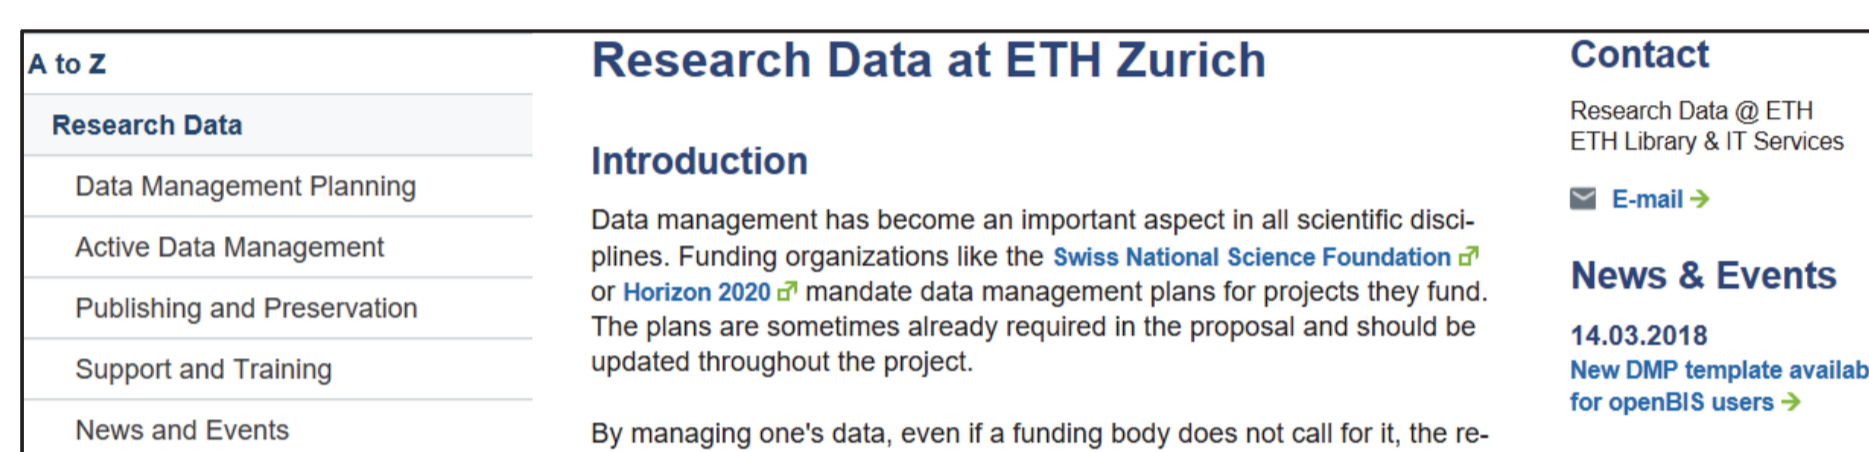 A to Z
Research Data
Data Management Planning
Active Data Management
Publishing and Preservation
Support and Training
News and Events
Research Data at ETH Zurich
Introduction
Data management has become an important aspect in all scientific disci-
plines. Funding organizations like the Swiss National Science Foundation
or Horizon 2020 mandate data management plans for projects they fund.
The plans are sometimes already required in the proposal and should be
updated throughout the project.
By managing one's data, even if a funding body does not call for it, the re-
Contact
Research Data @ ETH
ETH Library & IT Services
E-mail
News & Events
14.03.2018
New DMP template availab
for openBIS users